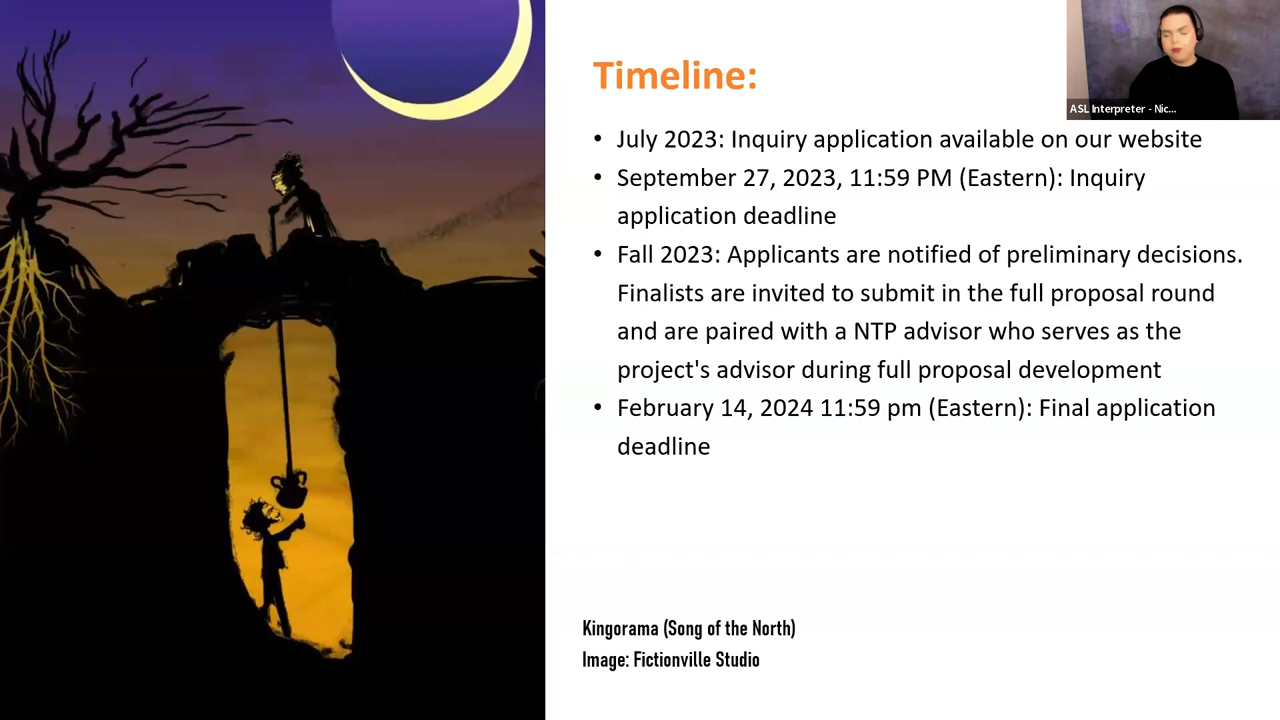 Timeline:
ASL Interpreter - Nic...
• July 2023: Inquiry application available on our website
• September 27, 2023, 11:59 PM (Eastern): Inquiry
application deadline
• Fall 2023: Applicants are notified of preliminary decisions.
Finalists are invited to submit in the full proposal round
and are paired with a NTP advisor who serves as the
project's advisor during full proposal development
• February 14, 2024 11:59 pm (Eastern): Final application
deadline
Kingorama (Song of the North)
Image: Fictionville Studio